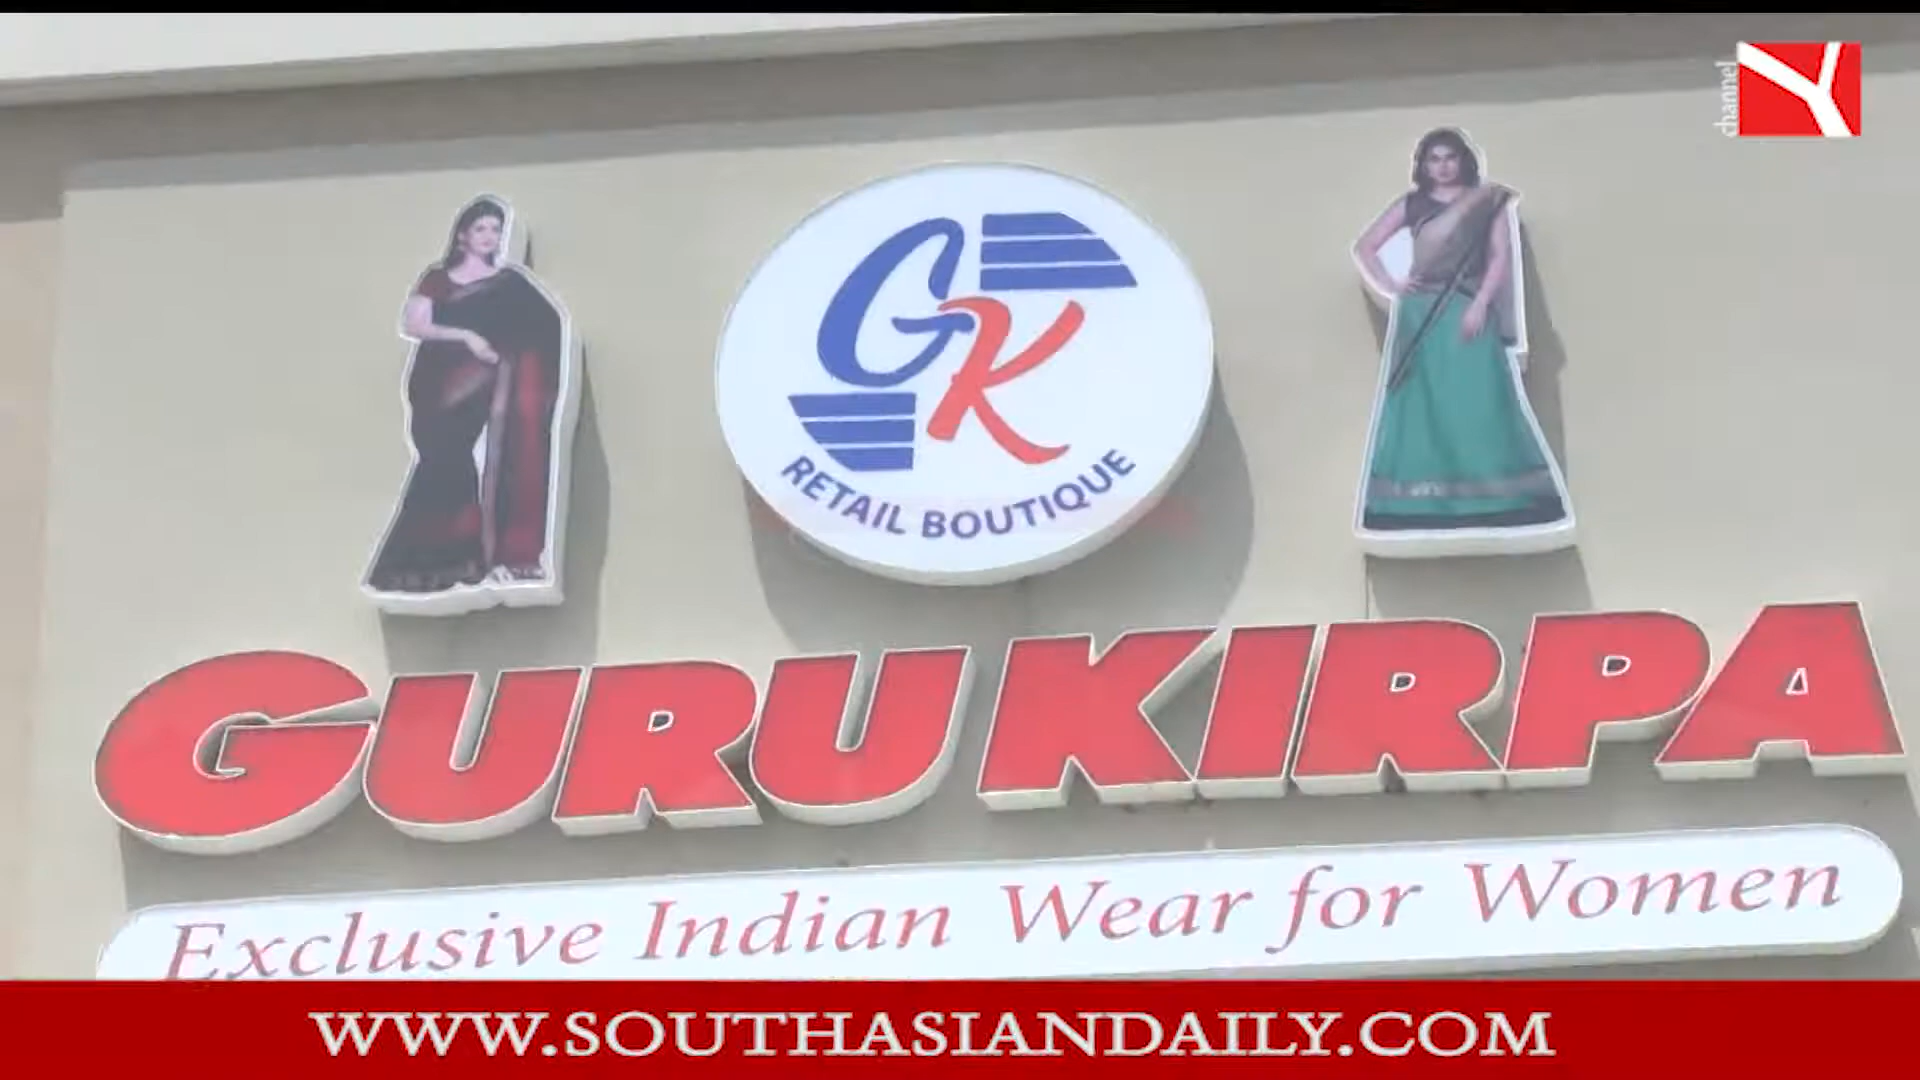 channel Y
GK
RETAIL BOUTIQUE
GURU KIRPA
Exclusive Indian Wear for Women
WWW.SOUTHASIANDAILY.COM